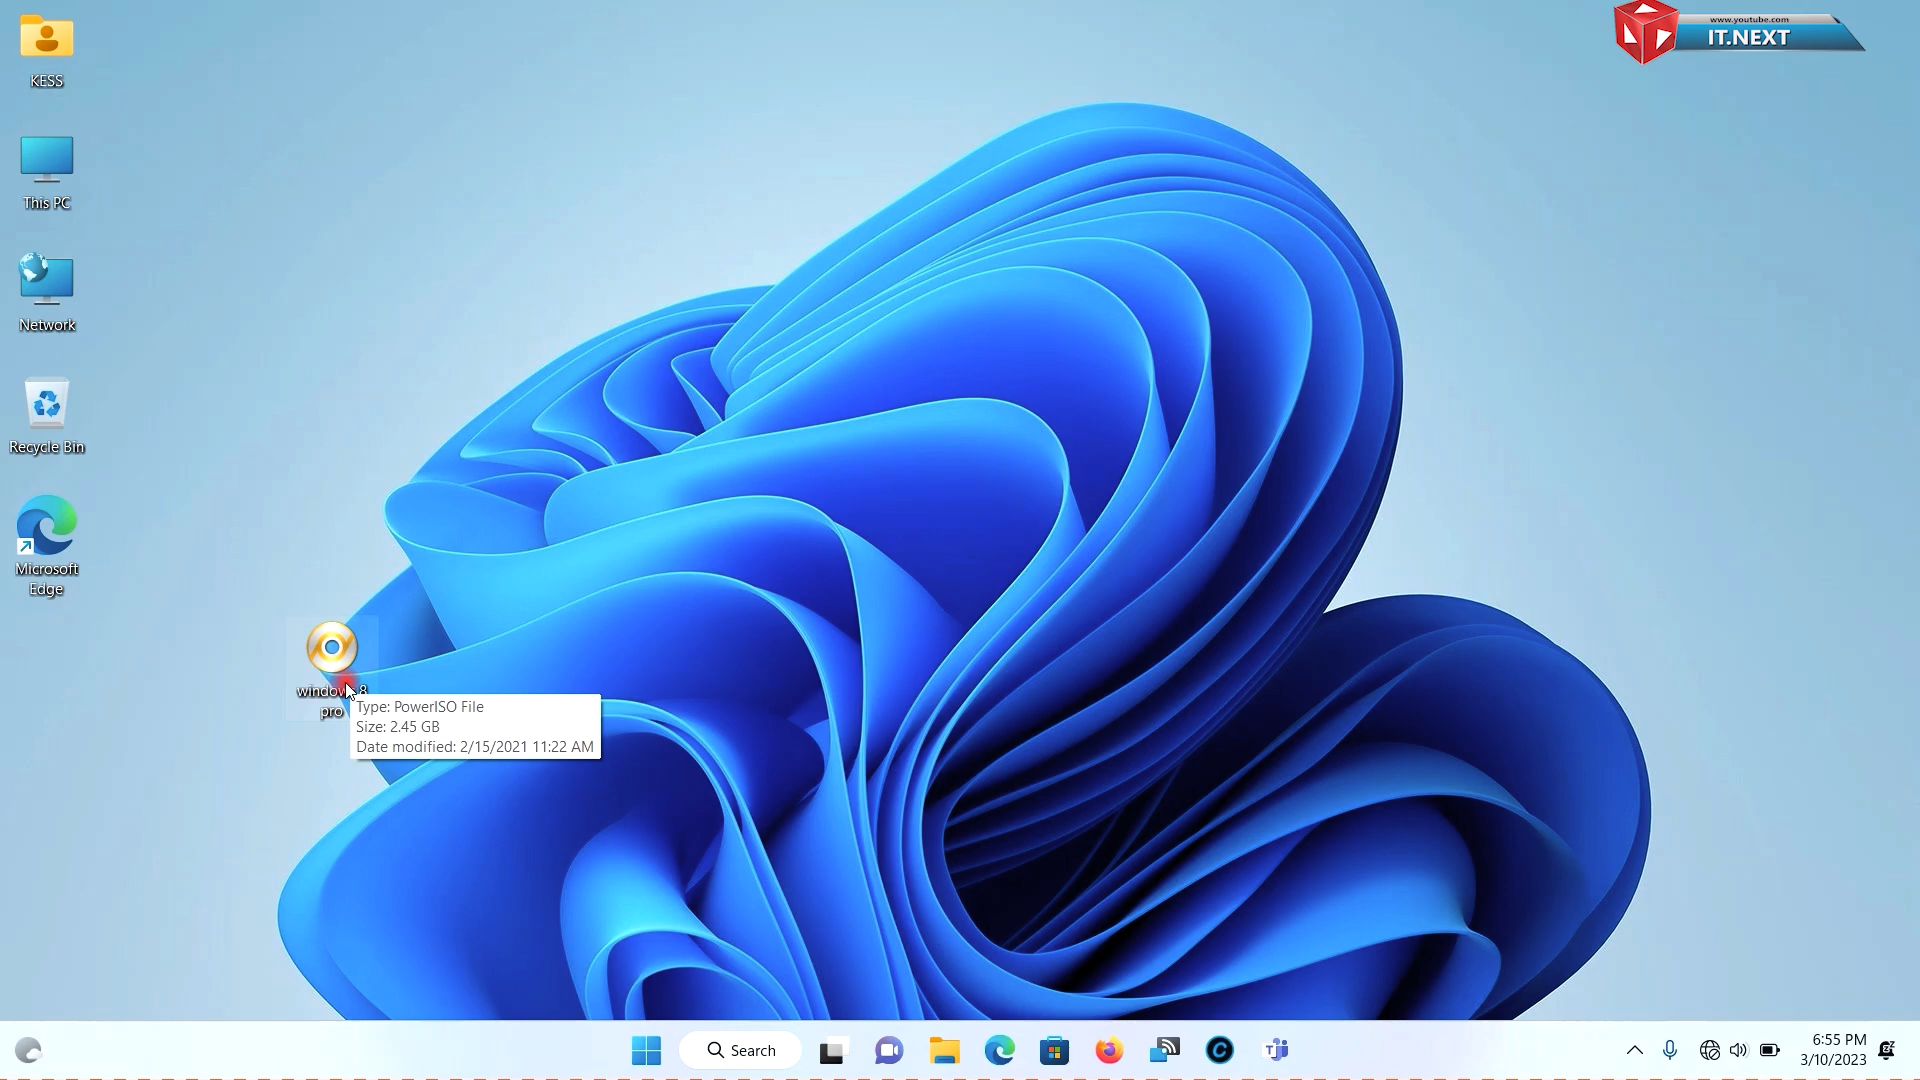 www.youtube.com
IT.NEXT
KESS
This PC
Network
Recycle Bin
Microsoft
Edge
8
pro
Type: PowerISO File
Size: 2.45 GB
Date modified: 2/15/2021 11:22 AM
Search
6:55 PM
3/10/2023